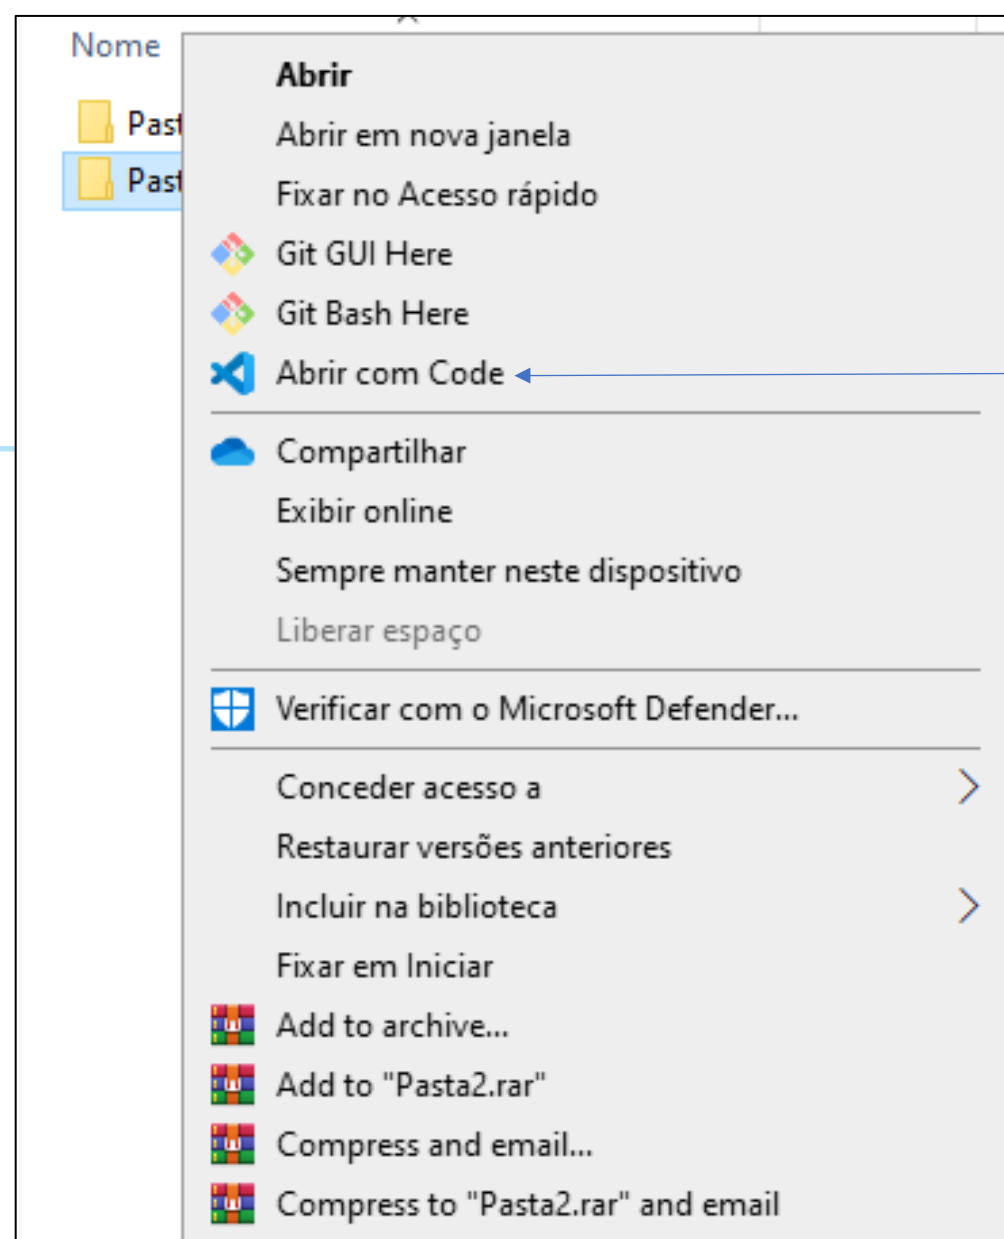 Nome
Abrir
Past
Abrir em nova janela
Past
Fixar no Acesso rápido
Git GUI Here
Git Bash Here
Abrir com Code
Compartilhar
Exibir online
Sempre manter neste dispositivo
Liberar espaço
Verificar com o Microsoft Defender...
Conceder acesso a
Restaurar versões anteriores
Incluir na biblioteca
Fixar em Iniciar
Add to archive...
Add to "Pasta2.rar"
Compress and email...
Compress to "Pasta2.rar" and email